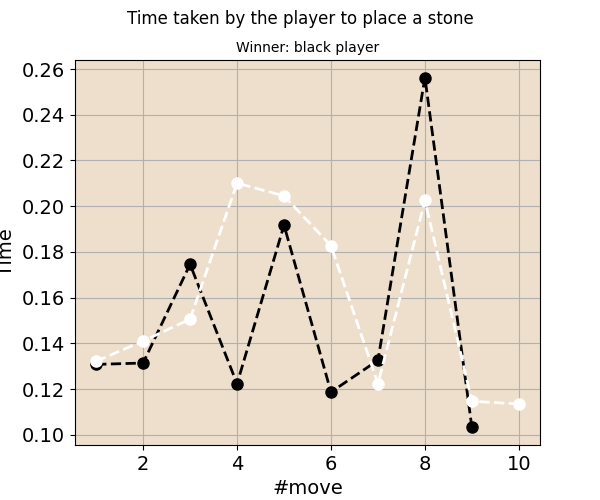 Time taken by the player to place a stone
Winner: black player
0.26
0.24
0.22
0.20
0.18
0.16
0.14
0.12
0.10
Time
2 4 6 8 10
#move